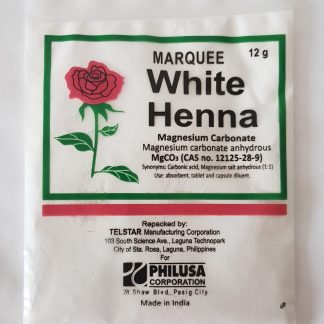 MARQUEE 12 g
White
Henna
Magnesium Carbonate
Magnesium carbonate anhydrous
MgCO₃ (CAS no. 12125-28-9)
Synonyms: Carbonic acid, Magnesium salt anhydrous (1:1)
Use: absorbent, tablet and capsule diluent.
Repacked by:
TELSTAR Manufacturing Corporation
103 South Science Ave., Laguna Technopark
City of Sta. Rosa, Laguna, Philippines
For
PHILUSA
CORPORATION
28 Shaw Blvd., Pasig City
Made in India